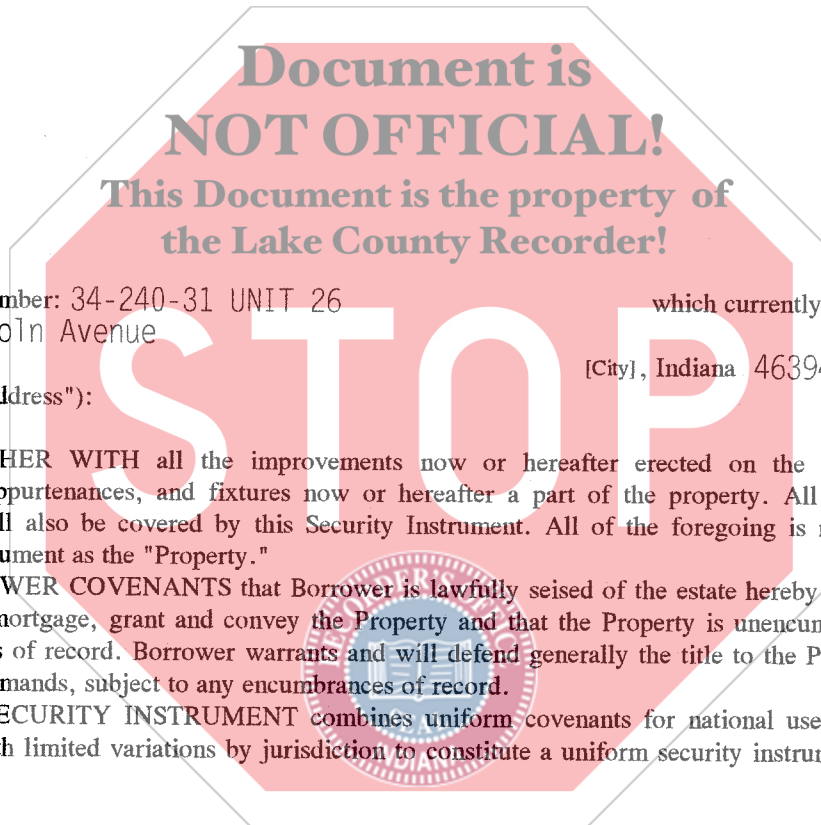 Document is
NOT OFFICIAL!
This Document is the property of
the Lake County Recorder!
mber: 34-240-31 UNIT 26 which currently
oln Avenue
[City], Indiana 46394
ddress"):
STOP
HER WITH all the improvements now or hereafter erected on the
ppurtenances, and fixtures now or hereafter a part of the property. All
ll also be covered by this Security Instrument. All of the foregoing is
ument as the "Property."
WER COVENANTS that Borrower is lawfully seised of the estate hereby
mortgage, grant and convey the Property and that the Property is unencum
s of record. Borrower warrants and will defend generally the title to the P
mands, subject to any encumbrances of record.
ECURITY INSTRUMENT combines uniform covenants for national use
th limited variations by jurisdiction to constitute a uniform security instru
RECORDER'S OFFICE
INDIANA